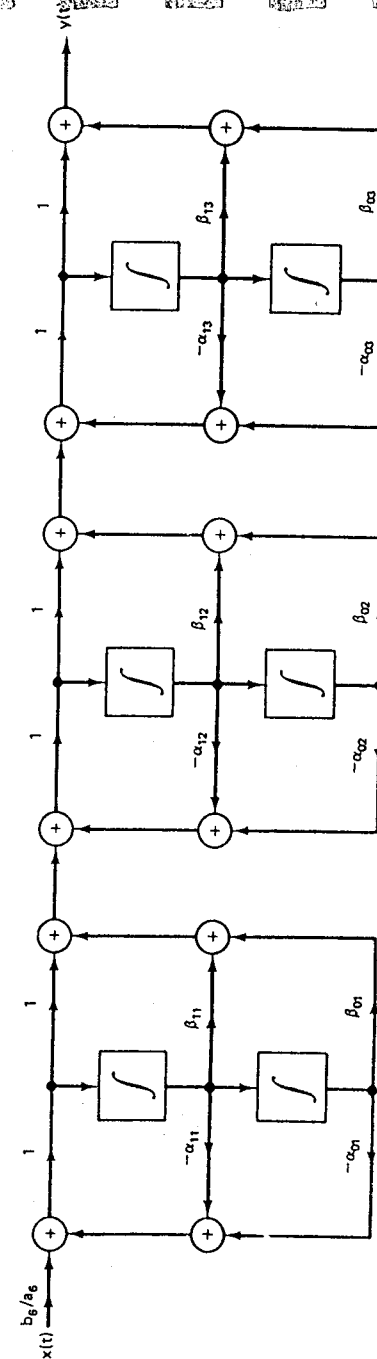 x(t) b₆/a₆ 1 1 1 1 1 1 y(t)
+ + + + + +
∫ ∫ ∫
-α₁₁ β₁₁ -α₁₂ β₁₂ -α₁₃ β₁₃
+ + + + + +
∫ ∫ ∫
-α₀₁ β₀₁ -α₀₂ β₀₂ -α₀₃ β₀₃